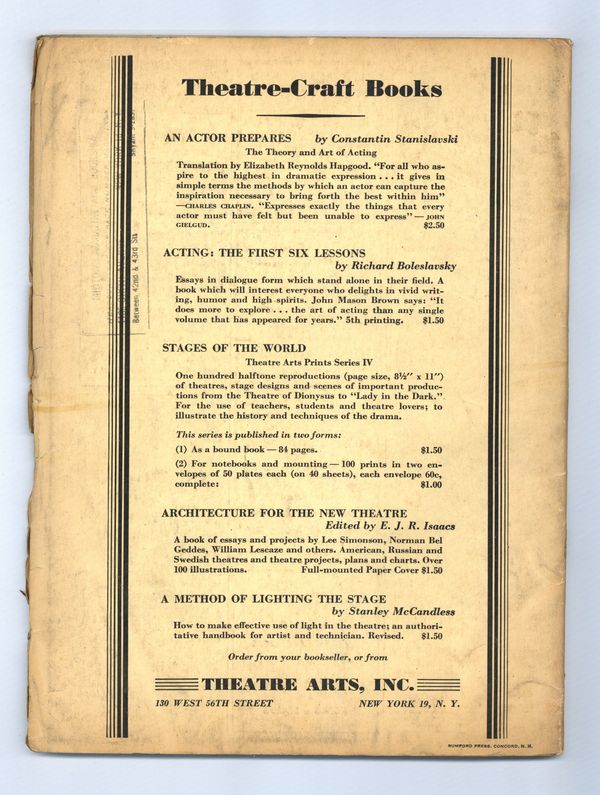 Theatre-Craft Books
AN ACTOR PREPARES by Constantin Stanislavski
The Theory and Art of Acting
Translation by Elizabeth Reynolds Hapgood. "For all who as-
pire to the highest in dramatic expression . . . it gives in
simple terms the methods by which an actor can capture the
inspiration necessary to bring forth the best within him"
—CHARLES CHAPLIN. "Expresses exactly the things that every
actor must have felt but been unable to express" — JOHN
GIELGUD. $2.50
ACTING: THE FIRST SIX LESSONS
by Richard Boleslavsky
Essays in dialogue form which stand alone in their field. A
book which will interest everyone who delights in vivid writ-
ing, humor and high spirits. John Mason Brown says: "It
does more to explore . . . the art of acting than any single
volume that has appeared for years." 5th printing. $1.50
STAGES OF THE WORLD
Theatre Arts Prints Series IV
One hundred halftone reproductions (page size, 8½" x 11")
of theatres, stage designs and scenes of important produc-
tions from the Theatre of Dionysus to "Lady in the Dark."
For the use of teachers, students and theatre lovers; to
illustrate the history and techniques of the drama.
This series is published in two forms:
(1) As a bound book — 84 pages. $1.50
(2) For notebooks and mounting — 100 prints in two en-
velopes of 50 plates each (on 40 sheets), each envelope 60c,
complete: $1.00
ARCHITECTURE FOR THE NEW THEATRE
Edited by E. J. R. Isaacs
A book of essays and projects by Lee Simonson, Norman Bel
Geddes, William Lescaze and others. American, Russian and
Swedish theatres and theatre projects, plans and charts. Over
100 illustrations. Full-mounted Paper Cover $1.50
A METHOD OF LIGHTING THE STAGE
by Stanley McCandless
How to make effective use of light in the theatre; an authori-
tative handbook for artist and technician. Revised. $1.50
Order from your bookseller, or from
THEATRE ARTS, INC.
130 WEST 56TH STREET NEW YORK 19, N. Y.
RUMFORD PRESS, CONCORD, N. H.
Between 42nd & 43rd Sts